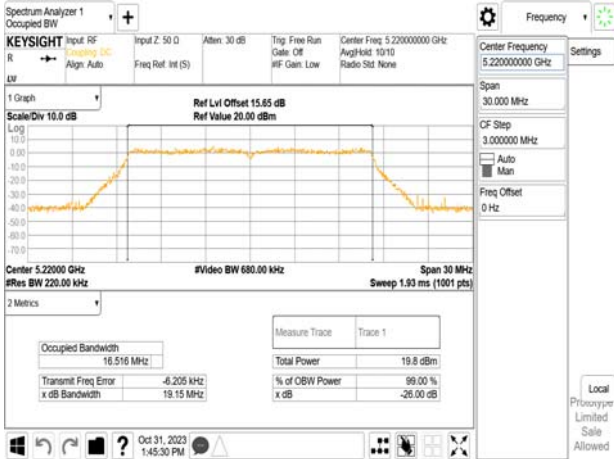 Spectrum Analyzer 1
Occupied BW
Frequency
KEYSIGHT
Input: RF
Coupling: DC
Align: Auto
Input Z: 50 Ω
Freq Ref: Int (S)
Atten: 30 dB
Trig: Free Run
Gate: Off
#IF Gain: Low
Center Freq: 5.220000000 GHz
Avg|Hold: 10/10
Radio Std: None
R
LXI
Center Frequency
5.220000000 GHz
Settings
Span
30.000 MHz
CF Step
3.000000 MHz
Auto
Man
Freq Offset
0 Hz
1 Graph
Scale/Div 10.0 dB
Ref Lvl Offset 15.65 dB
Ref Value 20.00 dBm
Log
10.0
0.00
-10.0
-20.0
-30.0
-40.0
-50.0
-60.0
-70.0
Center 5.22000 GHz
#Res BW 220.00 kHz
#Video BW 680.00 kHz
Span 30 MHz
Sweep 1.93 ms (1001 pts)
2 Metrics
Measure Trace
Trace 1
Occupied Bandwidth
16.516 MHz
Total Power
19.8 dBm
Transmit Freq Error
-6.205 kHz
% of OBW Power
99.00 %
x dB Bandwidth
19.15 MHz
x dB
-26.00 dB
Local
Prototype
Limited
Sale
Allowed
?
Oct 31, 2023
1:45:30 PM